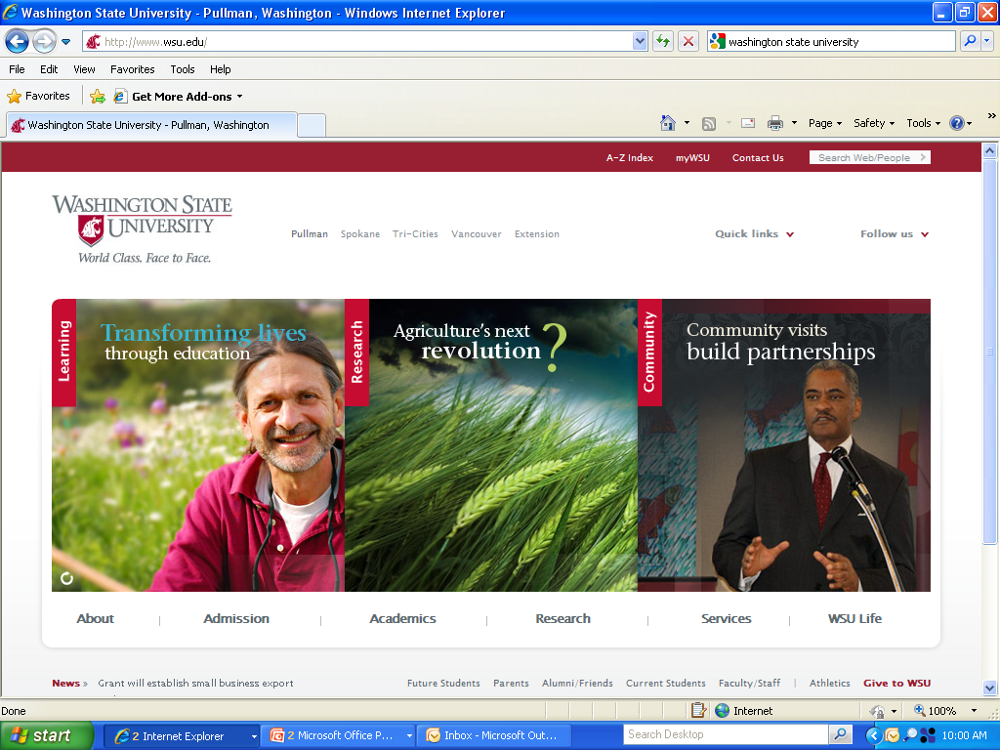 Washington State University - Pullman, Washington - Windows Internet Explorer
http://www.wsu.edu/
washington state university
File Edit View Favorites Tools Help
Favorites Get More Add-ons
Washington State University - Pullman, Washington
Page Safety Tools »
A-Z Index myWSU Contact Us Search Web/People >
WASHINGTON STATE
UNIVERSITY
World Class. Face to Face.
Pullman Spokane Tri-Cities Vancouver Extension
Quick links Follow us
Learning
Transforming lives
through education
Research
Agriculture's next
revolution?
Community
Community visits
build partnerships
About | Admission | Academics | Research | Services | WSU Life
News » Grant will establish small business export
Future Students Parents Alumni/Friends Current Students Faculty/Staff | Athletics Give to WSU
Done Internet 100%
start 2 Internet Explorer 2 Microsoft Office P... Inbox - Microsoft Out... Search Desktop 10:00 AM